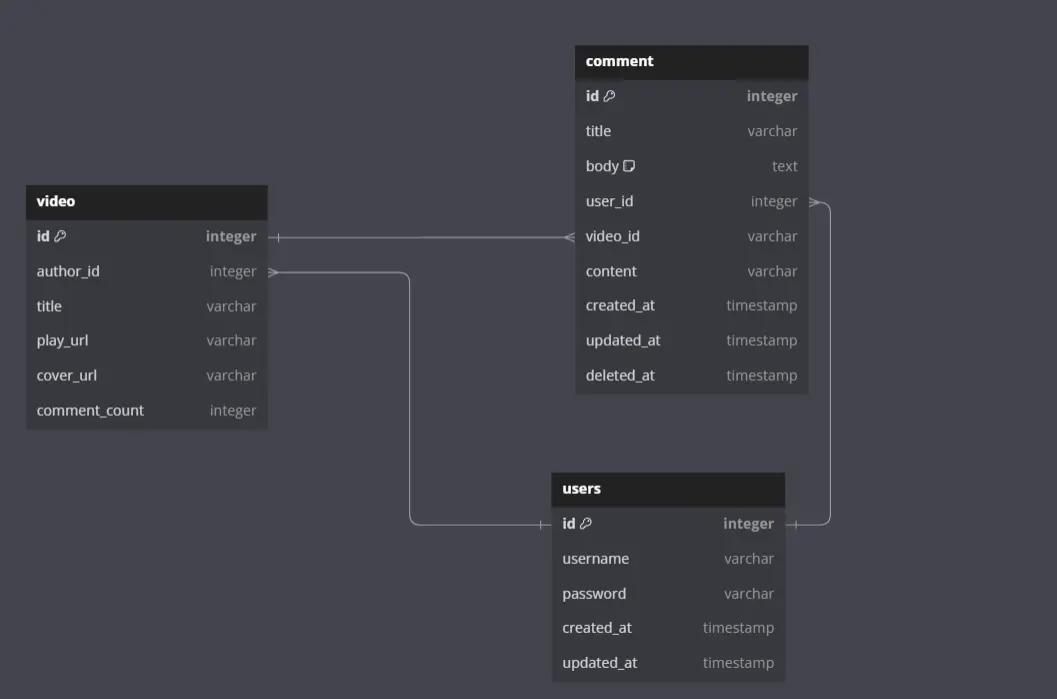 comment
id integer
title varchar
body text
user_id integer
video_id varchar
content varchar
created_at timestamp
updated_at timestamp
deleted_at timestamp
video
id integer
author_id integer
title varchar
play_url varchar
cover_url varchar
comment_count integer
users
id integer
username varchar
password varchar
created_at timestamp
updated_at timestamp